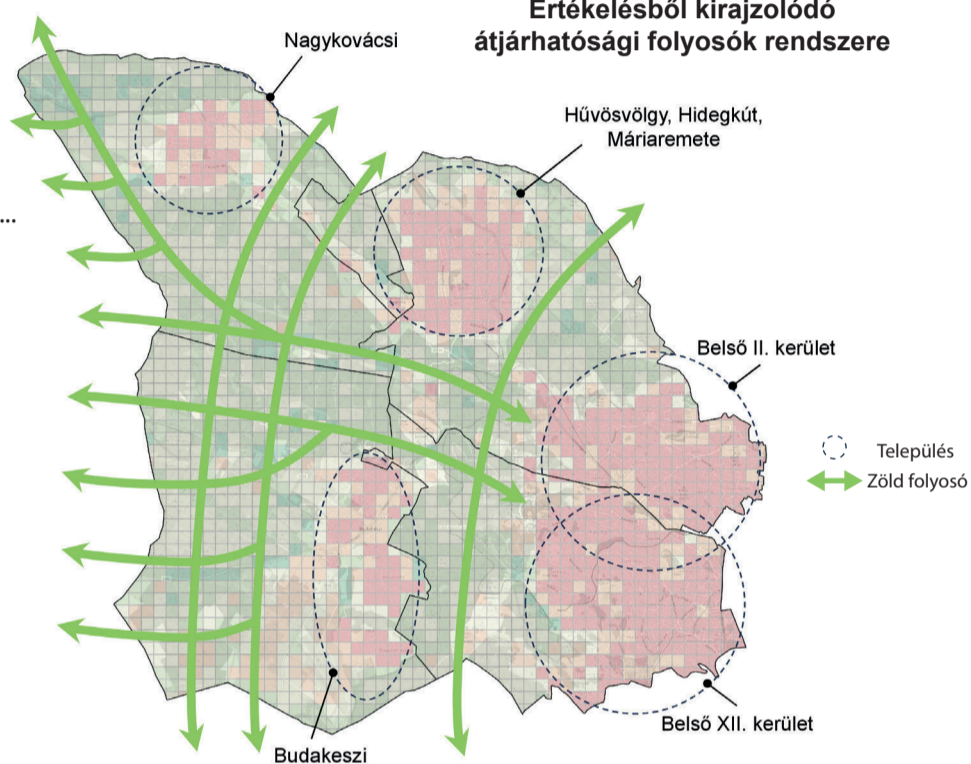 Értékelésből kirajzolódó
átjárhatósági folyosók rendszere
Nagykovácsi
Hűvösvölgy, Hidegkút,
Máriaremete
...
Belső II. kerület
Település
Zöld folyosó
Belső XII. kerület
Budakeszi